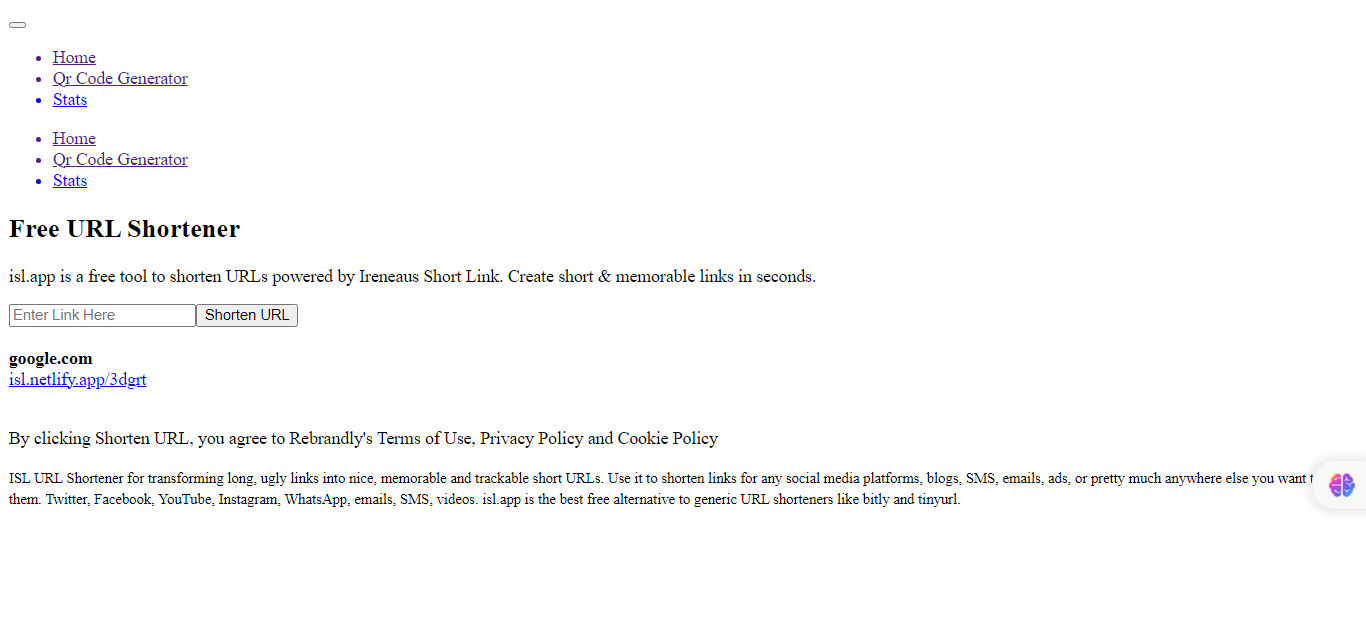 Home
Qr Code Generator
Stats
Home
Qr Code Generator
Stats
Free URL Shortener
isl.app is a free tool to shorten URLs powered by Ireneaus Short Link. Create short & memorable links in seconds.
Enter Link Here Shorten URL
google.com
isl.netlify.app/3dgrt
By clicking Shorten URL, you agree to Rebrandly's Terms of Use, Privacy Policy and Cookie Policy
ISL URL Shortener for transforming long, ugly links into nice, memorable and trackable short URLs. Use it to shorten links for any social media platforms, blogs, SMS, emails, ads, or pretty much anywhere else you want
them. Twitter, Facebook, YouTube, Instagram, WhatsApp, emails, SMS, videos. isl.app is the best free alternative to generic URL shorteners like bitly and tinyurl.